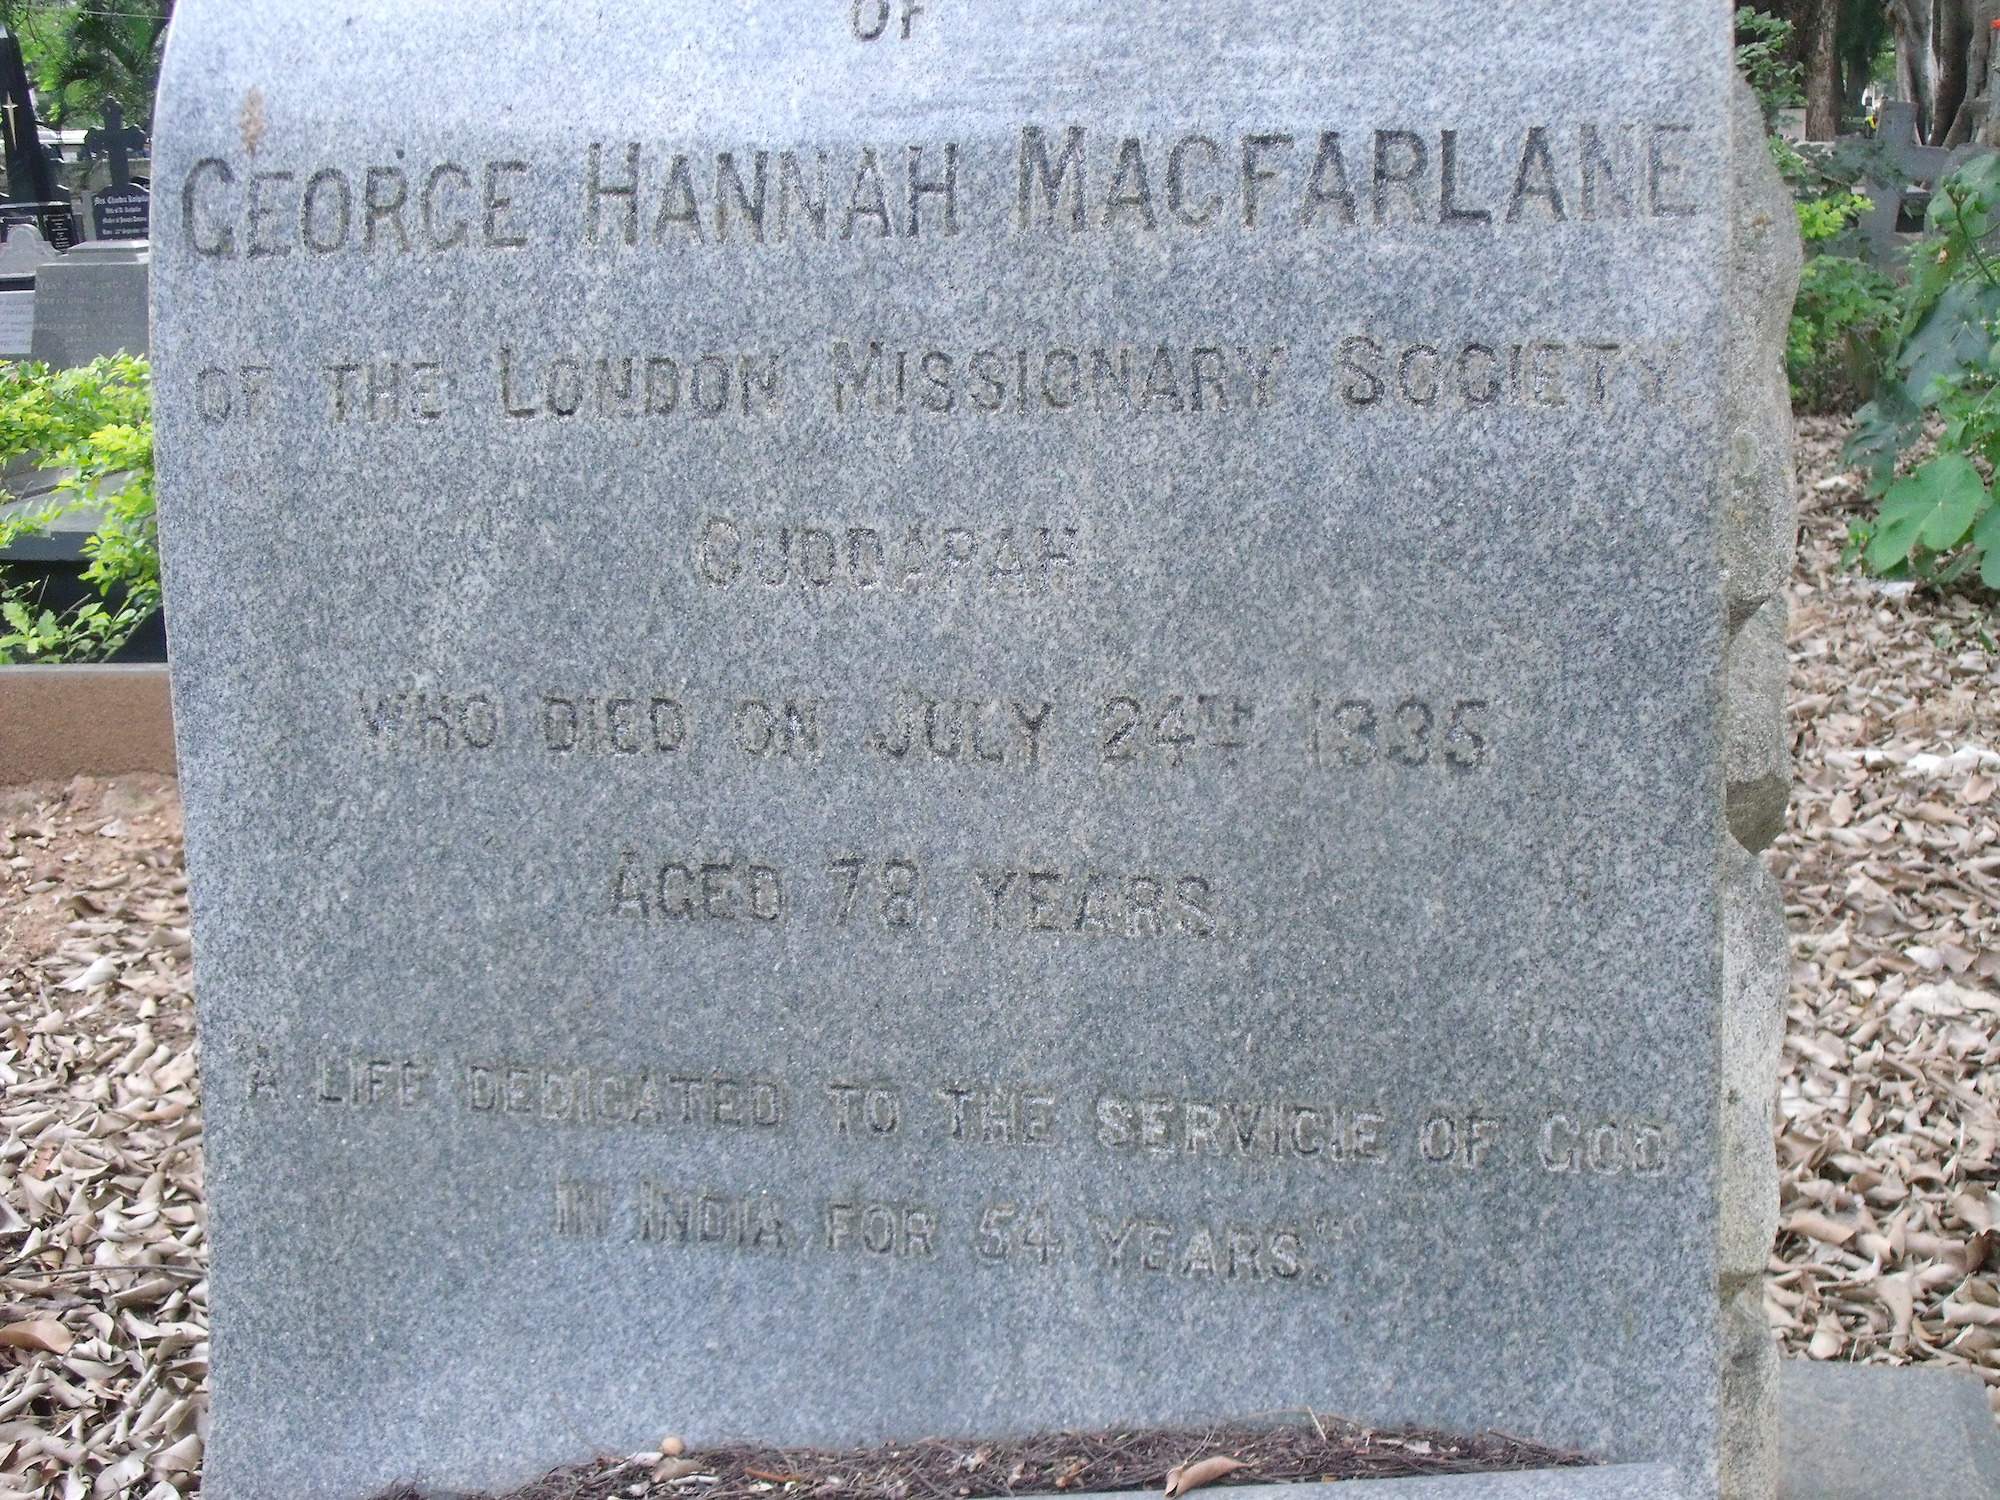 OF
GEORGE HANNAH MACFARLANE
OF THE LONDON MISSIONARY SOCIETY
CUDDAPAH
WHO DIED ON JULY 24TH 1935
AGED 78 YEARS.
A LIFE DEDICATED TO THE SERVICIE OF GOD
IN INDIA FOR 54 YEARS."